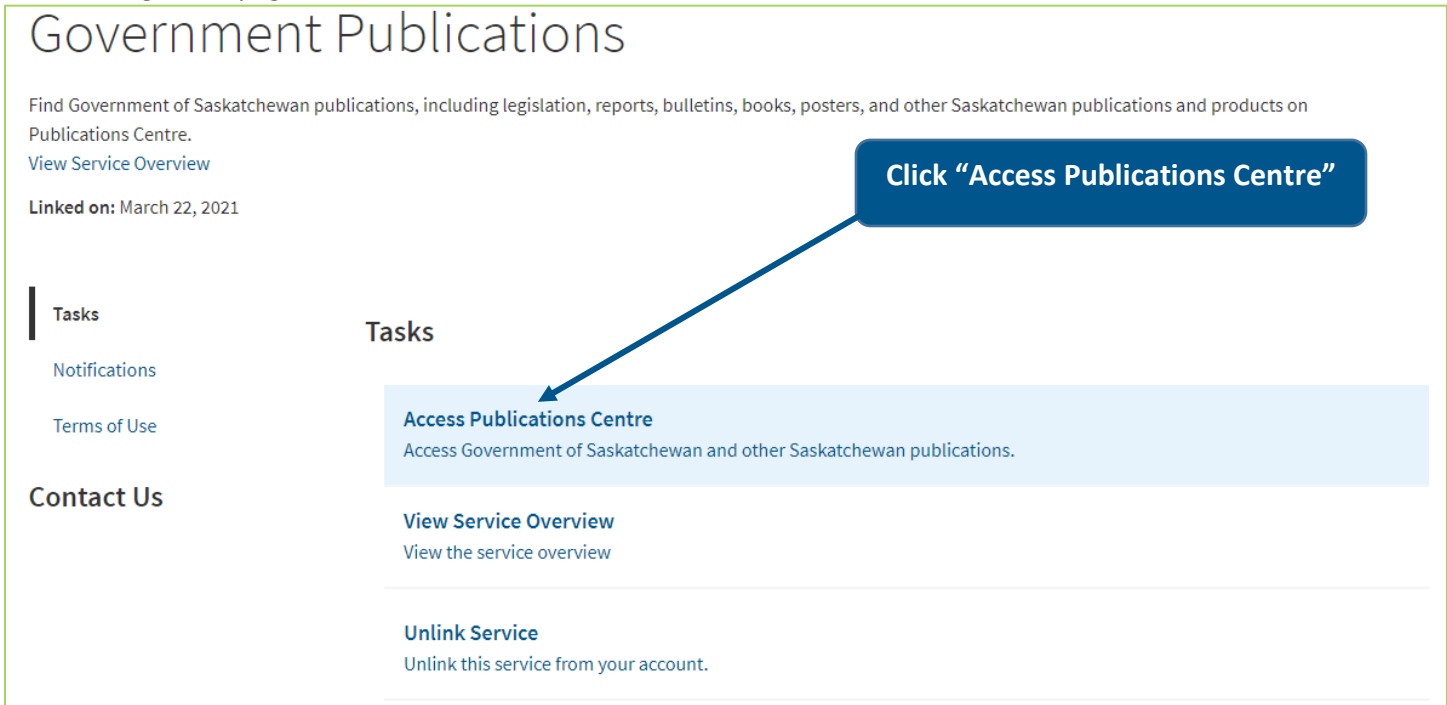 Government Publications
Find Government of Saskatchewan publications, including legislation, reports, bulletins, books, posters, and other Saskatchewan publications and products on
Publications Centre.
View Service Overview
Click “Access Publications Centre”
Linked on: March 22, 2021
Tasks
Notifications
Terms of Use
Contact Us
Tasks
Access Publications Centre
Access Government of Saskatchewan and other Saskatchewan publications.
View Service Overview
View the service overview
Unlink Service
Unlink this service from your account.